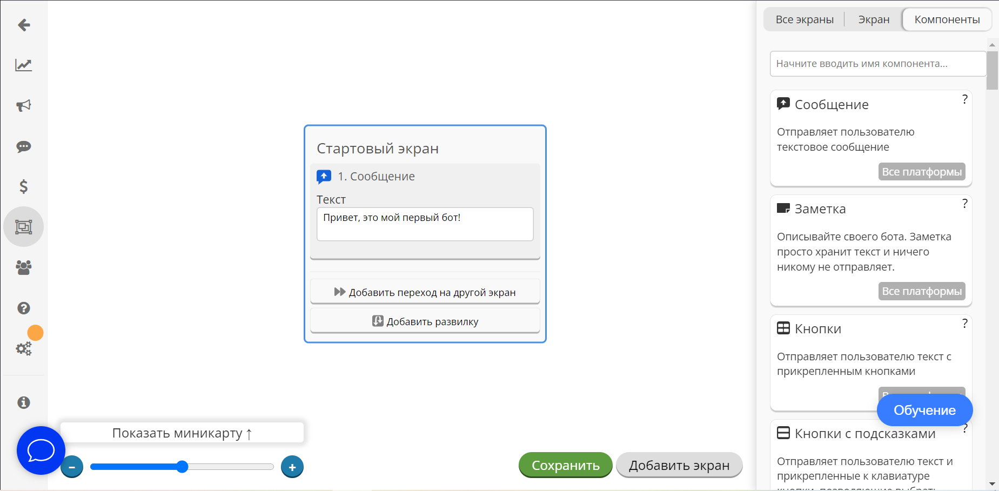 Все экраны
Экран
Компоненты
Начните вводить имя компонента...
Сообщение
?
Отправляет пользователю
текстовое сообщение
Все платформы
Заметка
?
Описывайте своего бота. Заметка
просто хранит текст и ничего
никому не отправляет.
Все платформы
Кнопки
?
Отправляет пользователю текст с
прикрепленным кнопками
Обучение
Кнопки с подсказками
?
Отправляет пользователю текст и
прикрепленные к клавиатуре
Стартовый экран
1. Сообщение
Текст
Привет, это мой первый бот!
Добавить переход на другой экран
Добавить развилку
Показать миникарту ↑
Сохранить
Добавить экран